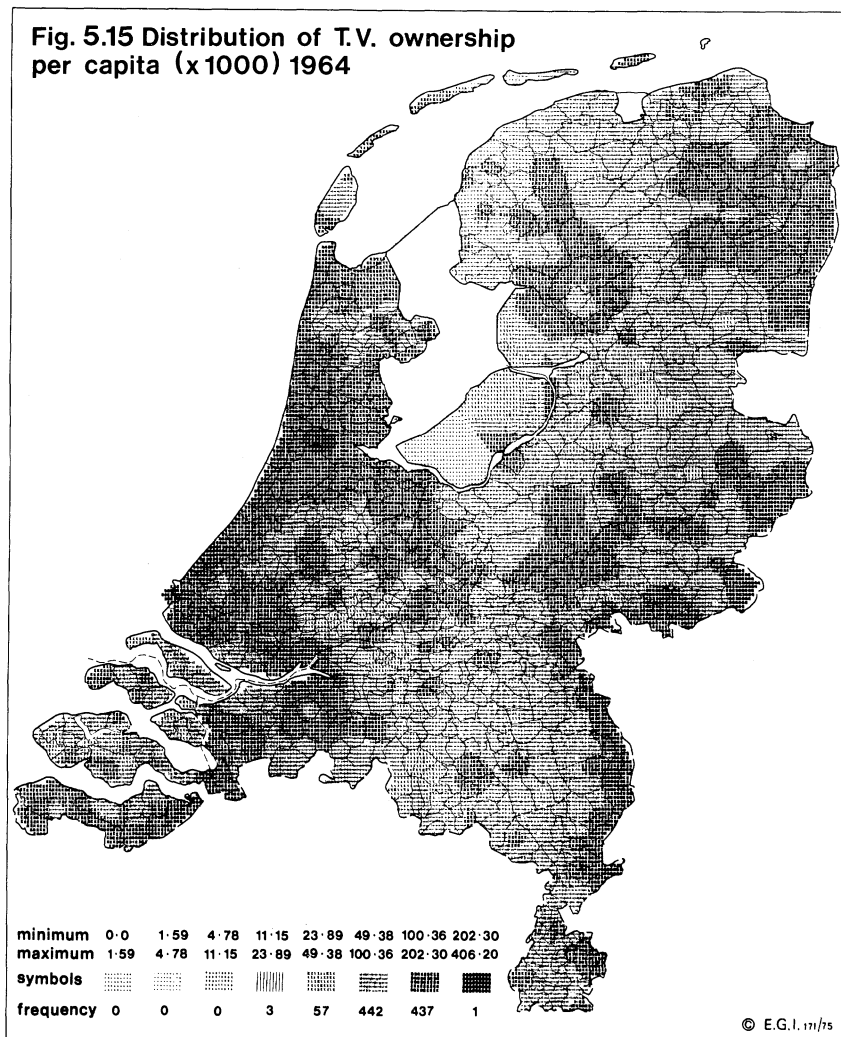 Fig. 5.15 Distribution of T.V. ownership
per capita (x1000) 1964
minimum 0·0 1·59 4·78 11·15 23·89 49·38 100·36 202·30
maximum 1·59 4·78 11·15 23·89 49·38 100·36 202·30 406·20
symbols
frequency 0 0 0 3 57 442 437 1
© E.G.I. 171/75